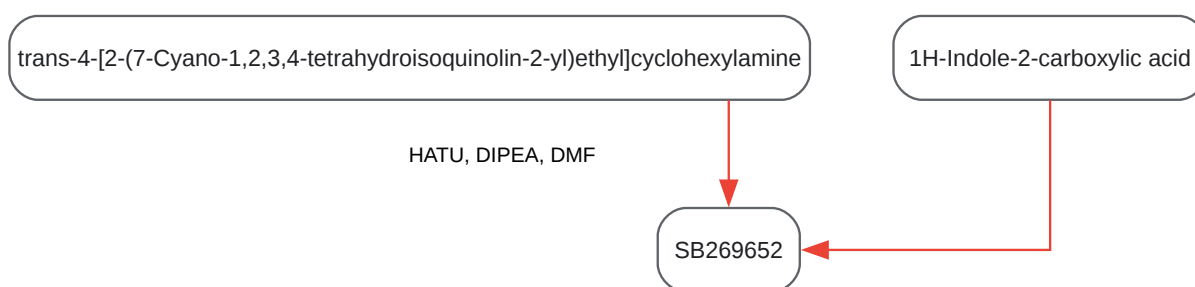 trans-4-[2-(7-Cyano-1,2,3,4-tetrahydroisoquinolin-2-yl)ethyl]cyclohexylamine
1H-Indole-2-carboxylic acid
HATU, DIPEA, DMF
SB269652